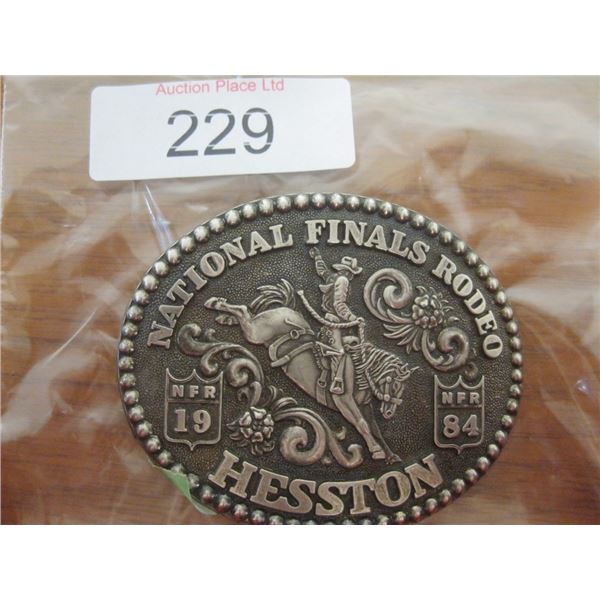 Auction Place Ltd
229
NATIONAL FINALS RODEO
NFR
19
NFR
84
HESSTON